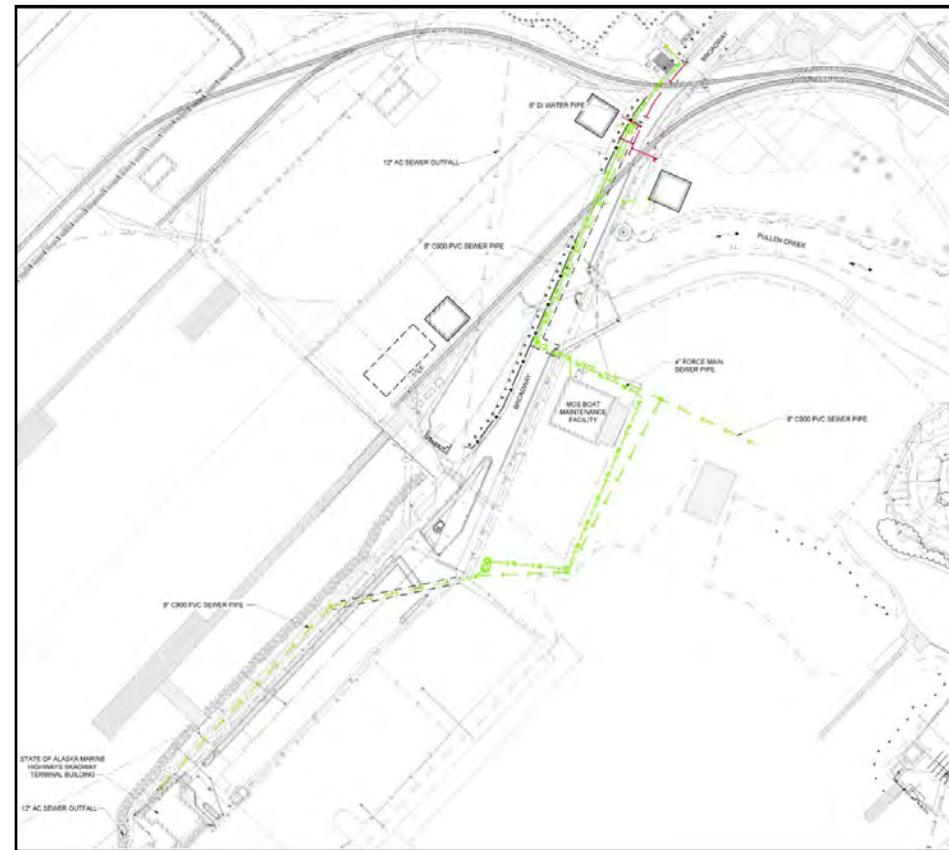 BROADWAY
6" DI WATER PIPE
12" AC SEWER OUTFALL
8" C900 PVC SEWER PIPE
PULLEN CREEK
4" FORCE MAIN
SEWER PIPE.
BROADWAY
MOS BOAT
MAINTENANCE
FACILITY
8" C900 PVC SEWER PIPE
8" C900 PVC SEWER PIPE
STATE OF ALASKA MARINE
HIGHWAYS SKAGWAY
TERMINAL BUILDING
12" AC SEWER OUTFALL